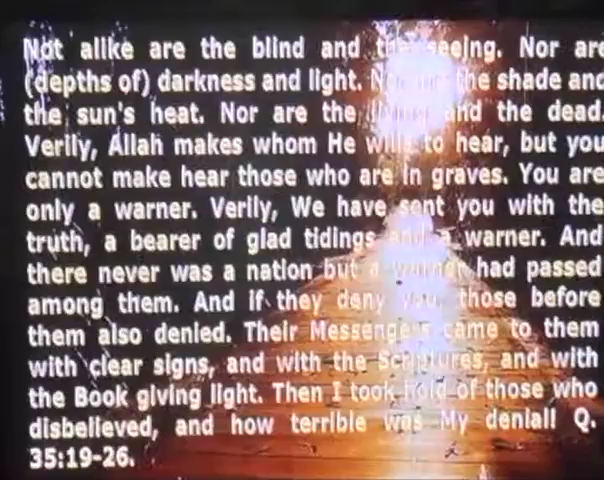 Not alike are the blind and the seeing. Nor are
(depths of) darkness and light. Nor are the shade and
the sun's heat. Nor are the living and the dead.
Verily, Allah makes whom He wills to hear, but you
cannot make hear those who are in graves. You are
only a warner. Verily, We have sent you with the
truth, a bearer of glad tidings and a warner. And
there never was a nation but a warner had passed
among them. And if they deny you, those before
them also denied. Their Messengers came to them
with clear signs, and with the Scriptures, and with
the Book giving light. Then I took hold of those who
disbelieved, and how terrible was My denial! Q.
35:19-26.